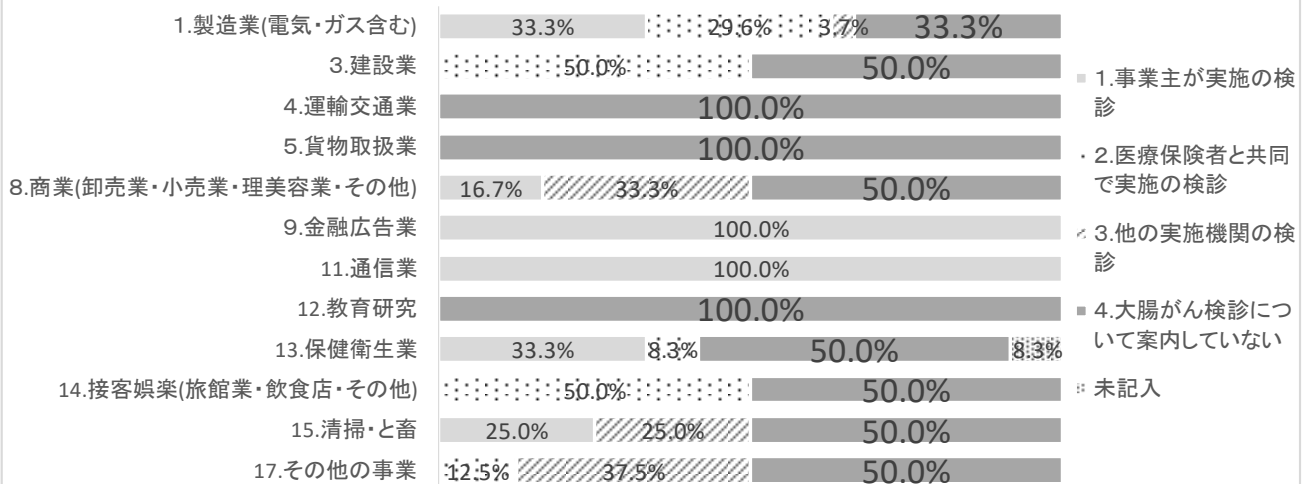 1.製造業(電気・ガス含む) 33.3% 29.6% 3.7% 33.3%
3.建設業 50.0% 50.0%
4.運輸交通業 100.0%
5.貨物取扱業 100.0%
8.商業(卸売業・小売業・理美容業・その他) 16.7% 33.3% 50.0%
9.金融広告業 100.0%
11.通信業 100.0%
12.教育研究 100.0%
13.保健衛生業 33.3% 8.3% 50.0% 8.3%
14.接客娯楽(旅館業・飲食店・その他) 50.0% 50.0%
15.清掃・と畜 25.0% 25.0% 50.0%
17.その他の事業 12.5% 37.5% 50.0%
1.事業主が実施の検
診
2.医療保険者と共同
で実施の検診
3.他の実施機関の検
診
4.大腸がん検診につ
いて案内していない
未記入